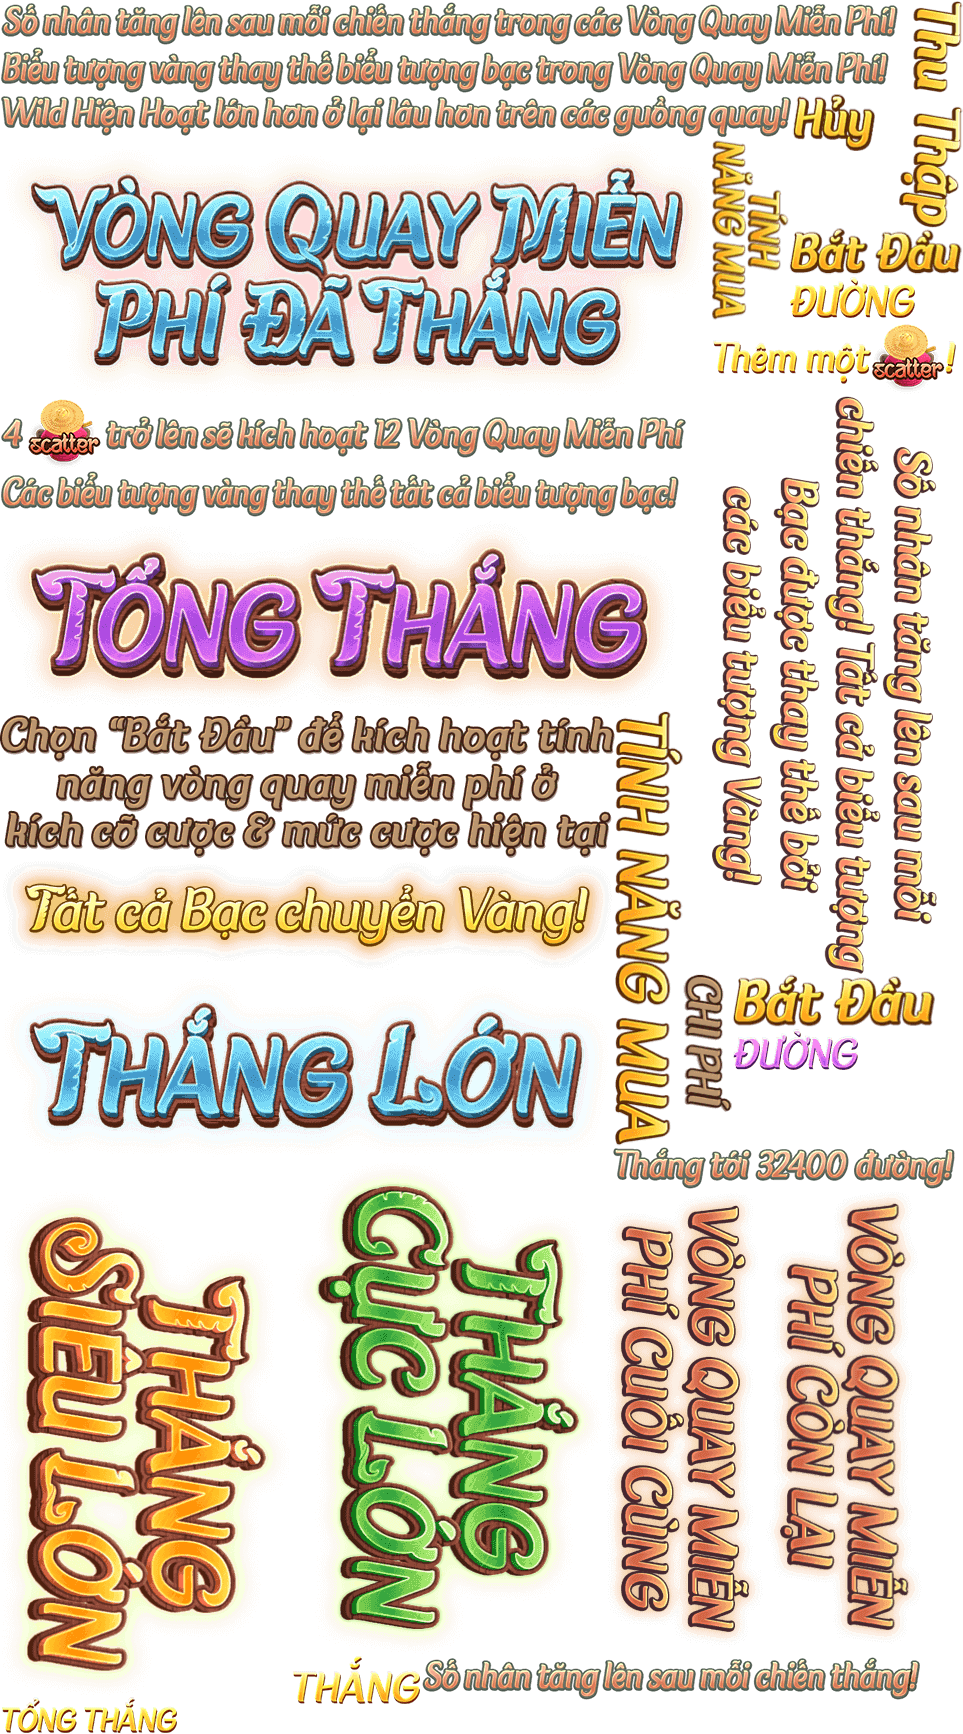 Số nhân tăng lên sau mỗi chiến thắng trong các Vòng Quay Miễn Phí!
Biểu tượng vàng thay thế biểu tượng bạc trong Vòng Quay Miễn Phí!
Wild Hiện Hoạt lớn hơn ở lại lâu hơn trên các guồng quay!
Hủy
Thu Thập
TÍNH
NĂNG MUA
Bắt Đầu
ĐƯỜNG
VÒNG QUAY MIỄN
PHÍ ĐÃ THẮNG
Thêm một scatter!
4 scatter trở lên sẽ kích hoạt 12 Vòng Quay Miễn Phí
Các biểu tượng vàng thay thế tất cả biểu tượng bạc!
Số nhân tăng lên sau mỗi
chiến thắng! Tất cả biểu tượng
Bạc được thay thế bởi
các biểu tượng Vàng!
TỔNG THẮNG
Chọn “Bắt Đầu” để kích hoạt tính
năng vòng quay miễn phí ở
kích cỡ cược & mức cược hiện tại
TÍNH NĂNG MUA
Tất cả Bạc chuyển Vàng!
CHI PHÍ
Bắt Đầu
ĐƯỜNG
THẮNG LỚN
Thắng tới 32400 đường!
THẮNG
SIÊU LỚN
THẮNG
CỰC LỚN
VÒNG QUAY MIỄN
PHÍ CUỐI CÙNG
VÒNG QUAY MIỄN
PHÍ CÒN LẠI
THẮNG
Số nhân tăng lên sau mỗi chiến thắng!
TỔNG THẮNG